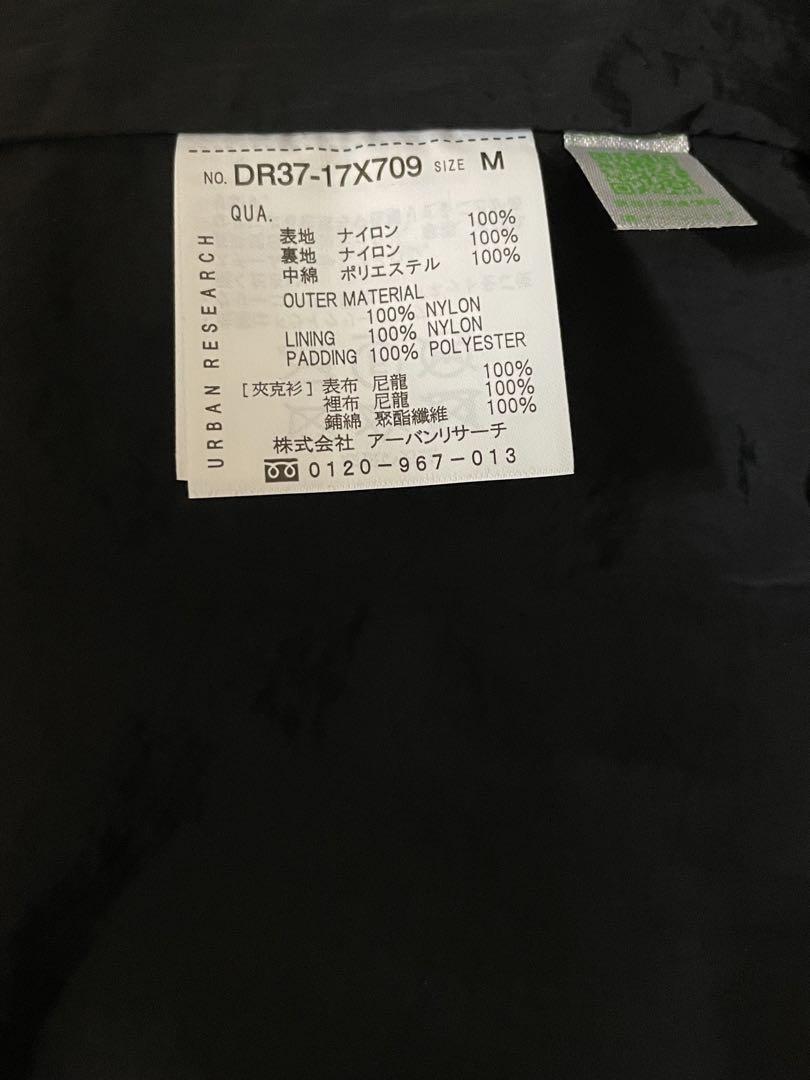 NO. DR37-17X709 SIZE M
QUA.
表地 ナイロン 100%
裏地 ナイロン 100%
中綿 ポリエステル 100%
OUTER MATERIAL
100% NYLON
LINING 100% NYLON
PADDING 100% POLYESTER
[夾克衫] 表布 尼龍 100%
裡布 尼龍 100%
鋪綿 聚酯纖維 100%
株式会社 アーバンリサーチ
0120-967-013
URBAN RESEARCH